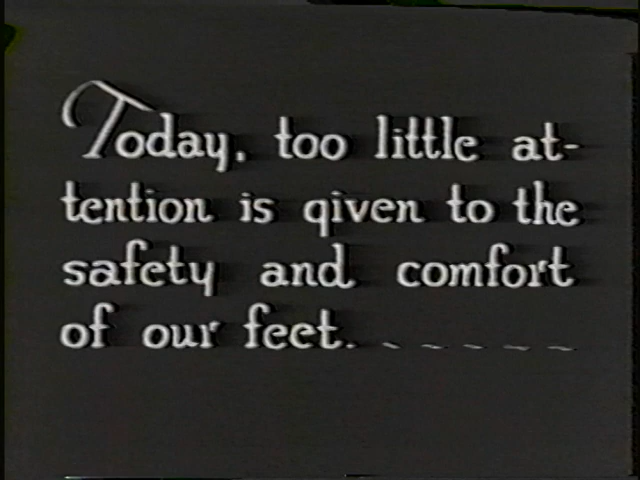 Today, too little at-
tention is given to the
safety and comfort
of our feet. _ _ _ _ _